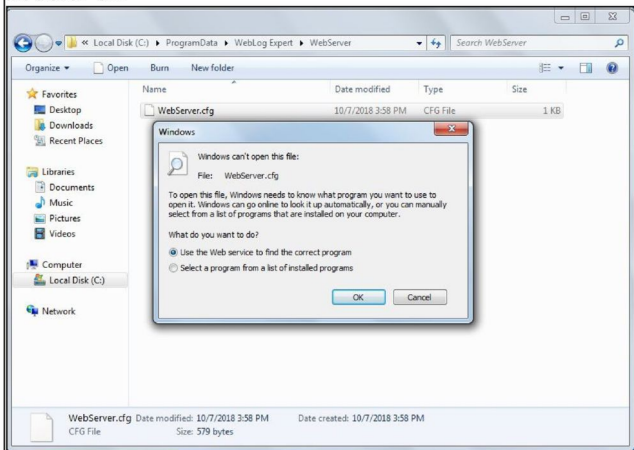 « Local Disk (C:) ▸ ProgramData ▸ WebLog Expert ▸ WebServer
Search WebServer
Organize ▾ Open Burn New folder
Name Date modified Type Size
WebServer.cfg 10/7/2018 3:58 PM CFG File 1 KB
Favorites
Desktop
Downloads
Recent Places
Libraries
Documents
Music
Pictures
Videos
Computer
Local Disk (C:)
Network
Windows
Windows can't open this file:
File: WebServer.cfg
To open this file, Windows needs to know what program you want to use to
open it. Windows can go online to look it up automatically, or you can manually
select from a list of programs that are installed on your computer.
What do you want to do?
Use the Web service to find the correct program
Select a program from a list of installed programs
OK Cancel
WebServer.cfg Date modified: 10/7/2018 3:58 PM Date created: 10/7/2018 3:58 PM
CFG File Size: 579 bytes